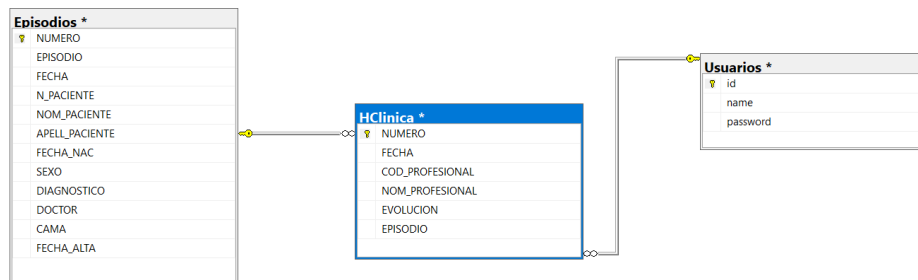 Episodios *
NUMERO
EPISODIO
FECHA
N_PACIENTE
NOM_PACIENTE
APELL_PACIENTE
FECHA_NAC
SEXO
DIAGNOSTICO
DOCTOR
CAMA
FECHA_ALTA
HClinica *
NUMERO
FECHA
COD_PROFESIONAL
NOM_PROFESIONAL
EVOLUCION
EPISODIO
Usuarios *
id
name
password